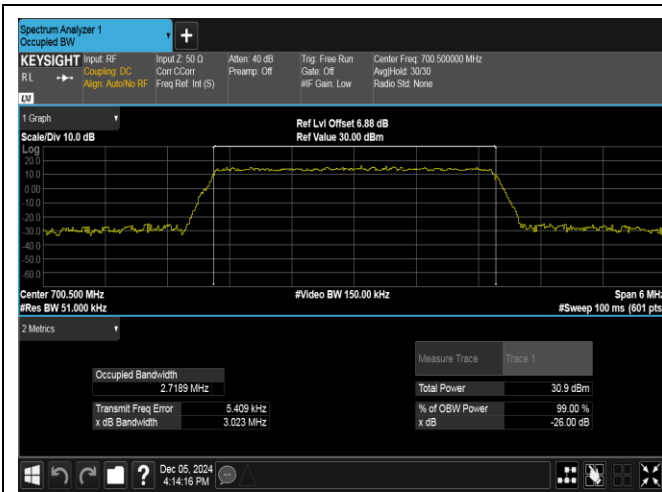 Spectrum Analyzer 1
Occupied BW
+
KEYSIGHT
RL
LXI
Input: RF
Coupling: DC
Align: Auto/No RF
Input Z: 50 Ω
Corr CCorr
Freq Ref: Int (S)
Atten: 40 dB
Preamp: Off
Trig: Free Run
Gate: Off
#IF Gain: Low
Center Freq: 700.500000 MHz
Avg|Hold: 30/30
Radio Std: None
1 Graph
Scale/Div 10.0 dB
Ref Lvl Offset 6.88 dB
Ref Value 30.00 dBm
Log
20.0
10.0
0.00
-10.0
-20.0
-30.0
-40.0
-50.0
-60.0
Center 700.500 MHz
#Video BW 150.00 kHz
Span 6 MHz
#Res BW 51.000 kHz
#Sweep 100 ms (601 pts
2 Metrics
Measure Trace Trace 1
Occupied Bandwidth
2.7189 MHz
Total Power 30.9 dBm
Transmit Freq Error 5.409 kHz
% of OBW Power 99.00 %
x dB Bandwidth 3.023 MHz
x dB -26.00 dB
?
Dec 05, 2024
4:14:16 PM